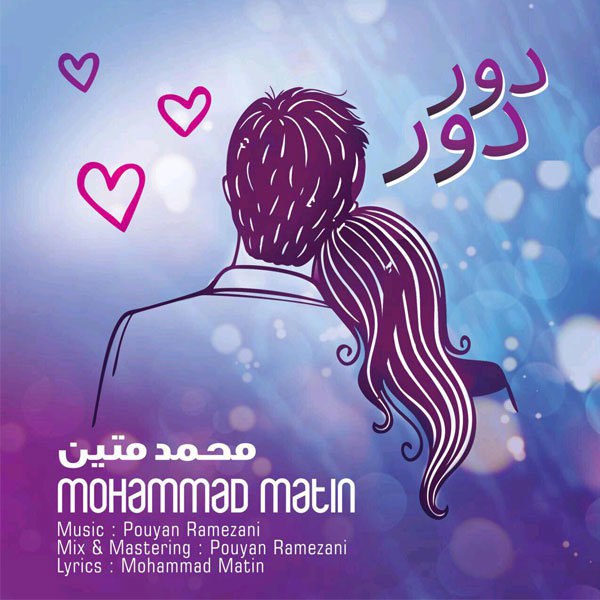 دور
دور
محمد متین
MOHAMMAD MATIN
Music : Pouyan Ramezani
Mix & Mastering : Pouyan Ramezani
Lyrics : Mohammad Matin